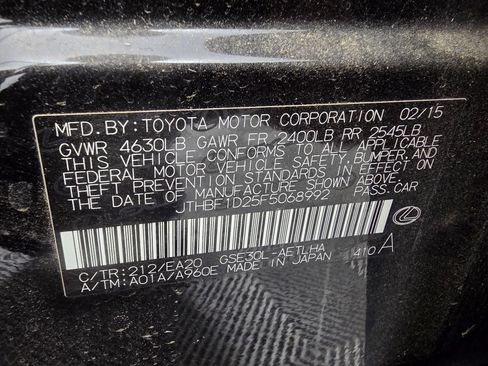 MFD. BY: TOYOTA MOTOR CORPORATION 02/15
GVWR 4630LB GAWR FR 2400LB RR 2545LB
THIS VEHICLE CONFORMS TO ALL APPLICABLE
FEDERAL MOTOR VEHICLE SAFETY, BUMPER, AND
THEFT PREVENTION STANDARDS IN EFFECT ON
THE DATE OF MANUFACTURE SHOWN ABOVE.
JTHBF1D25F5068992 PASS. CAR
C/TR: 212/EA20 GSE30L-AETLHA
A/TM: A01A/A960E MADE IN JAPAN 410 A